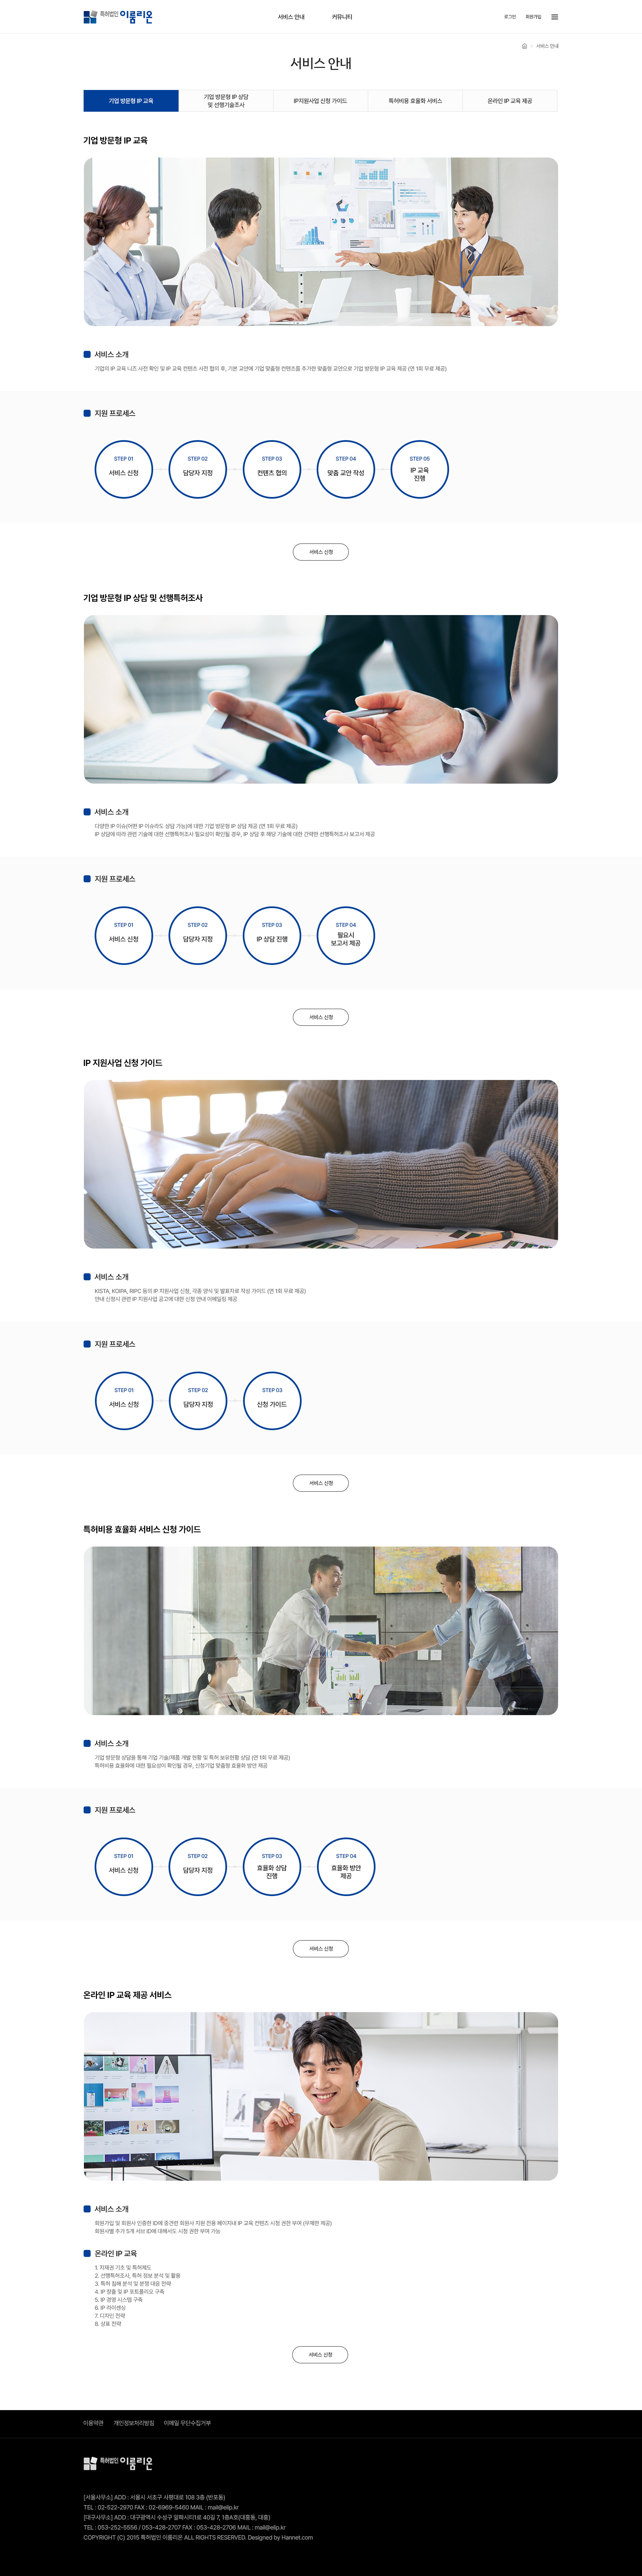 특허법인 이룸리온
서비스 안내
커뮤니티
로그인
회원가입
서비스 안내
서비스 안내
기업 방문형 IP 교육
기업 방문형 IP 상담
및 선행기술조사
IP지원사업 신청 가이드
특허비용 효율화 서비스
온라인 IP 교육 제공
기업 방문형 IP 교육
서비스 소개
기업의 IP 교육 니즈 사전 확인 및 IP 교육 컨텐츠 사전 협의 후, 기본 교안에 기업 맞춤형 컨텐츠를 추가한 맞춤형 교안으로 기업 방문형 IP 교육 제공 (연 1회 무료 제공)
지원 프로세스
STEP 01
서비스 신청
STEP 02
담당자 지정
STEP 03
컨텐츠 협의
STEP 04
맞춤 교안 작성
STEP 05
IP 교육
진행
서비스 신청
기업 방문형 IP 상담 및 선행특허조사
서비스 소개
다양한 IP 이슈(어떤 IP 이슈라도 상담 가능)에 대한 기업 방문형 IP 상담 제공 (연 1회 무료 제공)
IP 상담에 따라 관련 기술에 대한 선행특허조사 필요성이 확인될 경우, IP 상담 후 해당 기술에 대한 간략한 선행특허조사 보고서 제공
지원 프로세스
STEP 01
서비스 신청
STEP 02
담당자 지정
STEP 03
IP 상담 진행
STEP 04
필요시
보고서 제공
서비스 신청
IP 지원사업 신청 가이드
서비스 소개
KISTA, KOIPA, RIPC 등의 IP 지원사업 신청, 각종 양식 및 발표자료 작성 가이드 (연 1회 무료 제공)
안내 신청시 관련 IP 지원사업 공고에 대한 신청 안내 이메일링 제공
지원 프로세스
STEP 01
서비스 신청
STEP 02
담당자 지정
STEP 03
신청 가이드
서비스 신청
특허비용 효율화 서비스 신청 가이드
서비스 소개
기업 방문형 상담을 통해 기업 기술/제품 개발 현황 및 특허 보유현황 상담 (연 1회 무료 제공)
특허비용 효율화에 대한 필요성이 확인될 경우, 신청기업 맞춤형 효율화 방안 제공
지원 프로세스
STEP 01
서비스 신청
STEP 02
담당자 지정
STEP 03
효율화 상담
진행
STEP 04
효율화 방안
제공
서비스 신청
온라인 IP 교육 제공 서비스
서비스 소개
회원가입 및 회원사 인증한 ID에 중견련 회원사 지원 전용 페이지내 IP 교육 컨텐츠 시청 권한 부여 (무제한 제공)
회원사별 추가 5개 서브 ID에 대해서도 시청 권한 부여 가능
온라인 IP 교육
1. 지재권 기초 및 특허제도
2. 선행특허조사, 특허 정보 분석 및 활용
3. 특허 침해 분석 및 분쟁 대응 전략
4. IP 창출 및 IP 포트폴리오 구축
5. IP 경영 시스템 구축
6. IP 라이센싱
7. 디자인 전략
8. 상표 전략
서비스 신청
이용약관
개인정보처리방침
이메일 무단수집거부
특허법인 이룸리온
[서울사무소] ADD : 서울시 서초구 사평대로 108 3층 (반포동)
TEL : 02-522-2970 FAX : 02-6969-5460 MAIL : mail@elip.kr
[대구사무소] ADD : 대구광역시 수성구 알파시티1로 40길 7, 1층A호(대흥동, 대흥)
TEL : 053-252-5556 / 053-428-2707 FAX : 053-428-2706 MAIL : mail@elip.kr
COPYRIGHT (C) 2015 특허법인 이룸리온 ALL RIGHTS RESERVED. Designed by Hannet.com